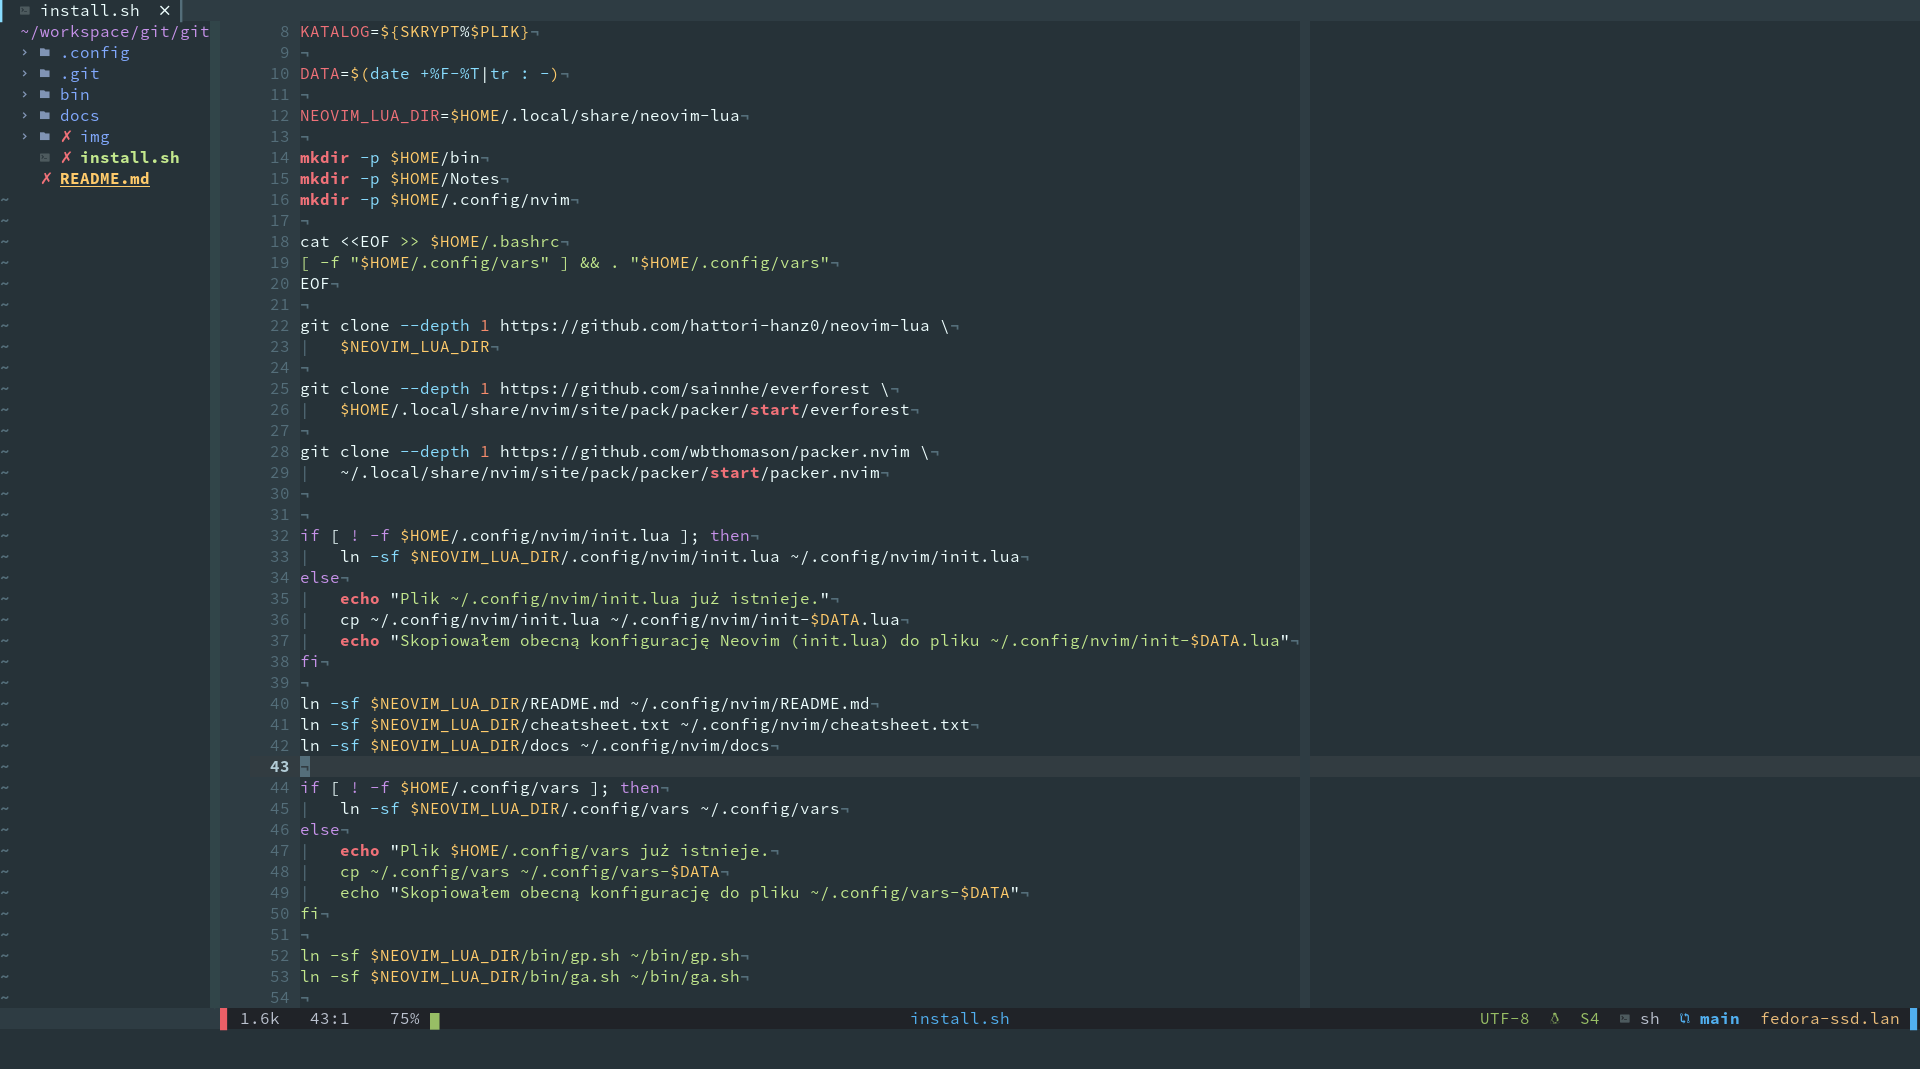 install.sh ✕
~/workspace/git/git
› .config
› .git
› bin
› docs
› ✗ img
✗ install.sh
✗ README.md
8 KATALOG=${SKRYPT%$PLIK}¬
9 ¬
10 DATA=$(date +%F-%T|tr : -)¬
11 ¬
12 NEOVIM_LUA_DIR=$HOME/.local/share/neovim-lua¬
13 ¬
14 mkdir -p $HOME/bin¬
15 mkdir -p $HOME/Notes¬
16 mkdir -p $HOME/.config/nvim¬
17 ¬
18 cat <<EOF >> $HOME/.bashrc¬
19 [ -f "$HOME/.config/vars" ] && . "$HOME/.config/vars"¬
20 EOF¬
21 ¬
22 git clone --depth 1 https://github.com/hattori-hanz0/neovim-lua \¬
23 |   $NEOVIM_LUA_DIR¬
24 ¬
25 git clone --depth 1 https://github.com/sainnhe/everforest \¬
26 |   $HOME/.local/share/nvim/site/pack/packer/start/everforest¬
27 ¬
28 git clone --depth 1 https://github.com/wbthomason/packer.nvim \¬
29 |   ~/.local/share/nvim/site/pack/packer/start/packer.nvim¬
30 ¬
31 ¬
32 if [ ! -f $HOME/.config/nvim/init.lua ]; then¬
33 |   ln -sf $NEOVIM_LUA_DIR/.config/nvim/init.lua ~/.config/nvim/init.lua¬
34 else¬
35 |   echo "Plik ~/.config/nvim/init.lua już istnieje."¬
36 |   cp ~/.config/nvim/init.lua ~/.config/nvim/init-$DATA.lua¬
37 |   echo "Skopiowałem obecną konfigurację Neovim (init.lua) do pliku ~/.config/nvim/init-$DATA.lua"¬
38 fi¬
39 ¬
40 ln -sf $NEOVIM_LUA_DIR/README.md ~/.config/nvim/README.md¬
41 ln -sf $NEOVIM_LUA_DIR/cheatsheet.txt ~/.config/nvim/cheatsheet.txt¬
42 ln -sf $NEOVIM_LUA_DIR/docs ~/.config/nvim/docs¬
43 ¬
44 if [ ! -f $HOME/.config/vars ]; then¬
45 |   ln -sf $NEOVIM_LUA_DIR/.config/vars ~/.config/vars¬
46 else¬
47 |   echo "Plik $HOME/.config/vars już istnieje.¬
48 |   cp ~/.config/vars ~/.config/vars-$DATA¬
49 |   echo "Skopiowałem obecną konfigurację do pliku ~/.config/vars-$DATA"¬
50 fi¬
51 ¬
52 ln -sf $NEOVIM_LUA_DIR/bin/gp.sh ~/bin/gp.sh¬
53 ln -sf $NEOVIM_LUA_DIR/bin/ga.sh ~/bin/ga.sh¬
54 ¬
1.6k 43:1 75% install.sh UTF-8 S4 sh main fedora-ssd.lan